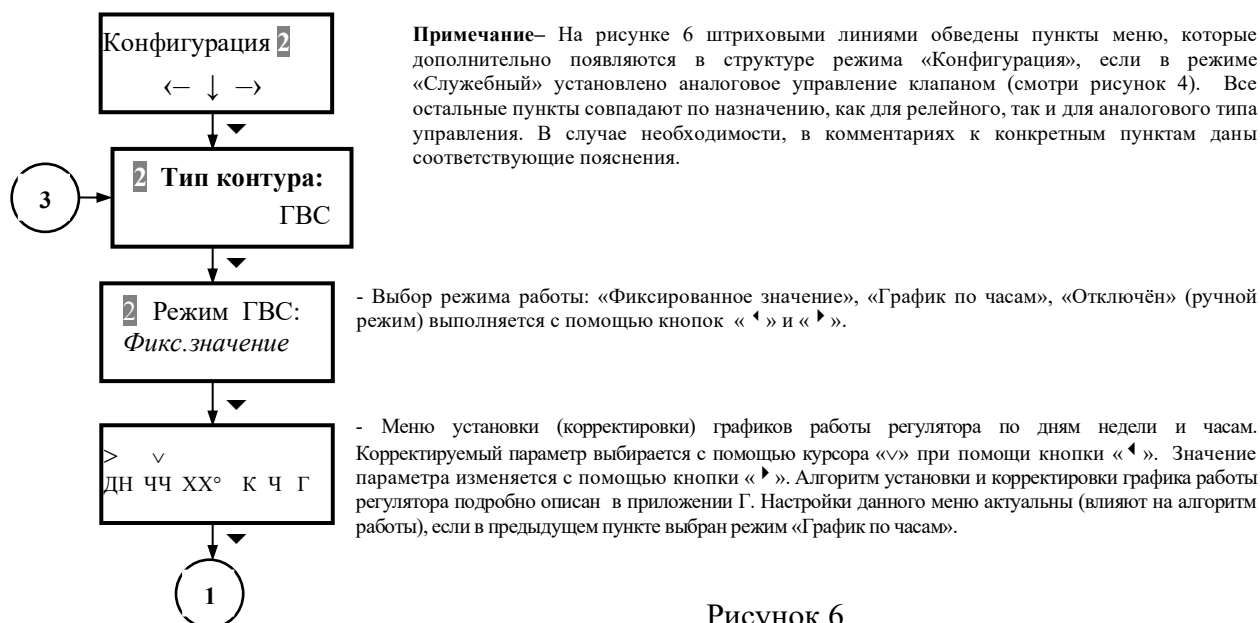 Конфигурация 2
‹– ↓ –›
Примечание– На рисунке 6 штриховыми линиями обведены пункты меню, которые
дополнительно появляются в структуре режима «Конфигурация», если в режиме
«Служебный» установлено аналоговое управление клапаном (смотри рисунок 4). Все
остальные пункты совпадают по назначению, как для релейного, так и для аналогового типа
управления. В случае необходимости, в комментариях к конкретным пунктам даны
соответствующие пояснения.
3
2 Тип контура:
ГВС
2 Режим ГВС:
Фикс.значение
- Выбор режима работы: «Фиксированное значение», «График по часам», «Отключён» (ручной
режим) выполняется с помощью кнопок « ◂ » и « ▸ ».
> ˅
ДН ЧЧ ХХ° К Ч Г
- Меню установки (корректировки) графиков работы регулятора по дням недели и часам.
Корректируемый параметр выбирается с помощью курсора «˅» при помощи кнопки « ◂ ». Значение
параметра изменяется с помощью кнопки « ▸ ». Алгоритм установки и корректировки графика работы
регулятора подробно описан в приложении Г. Настройки данного меню актуальны (влияют на алгоритм
работы), если в предыдущем пункте выбран режим «График по часам».
1
Рисунок 6